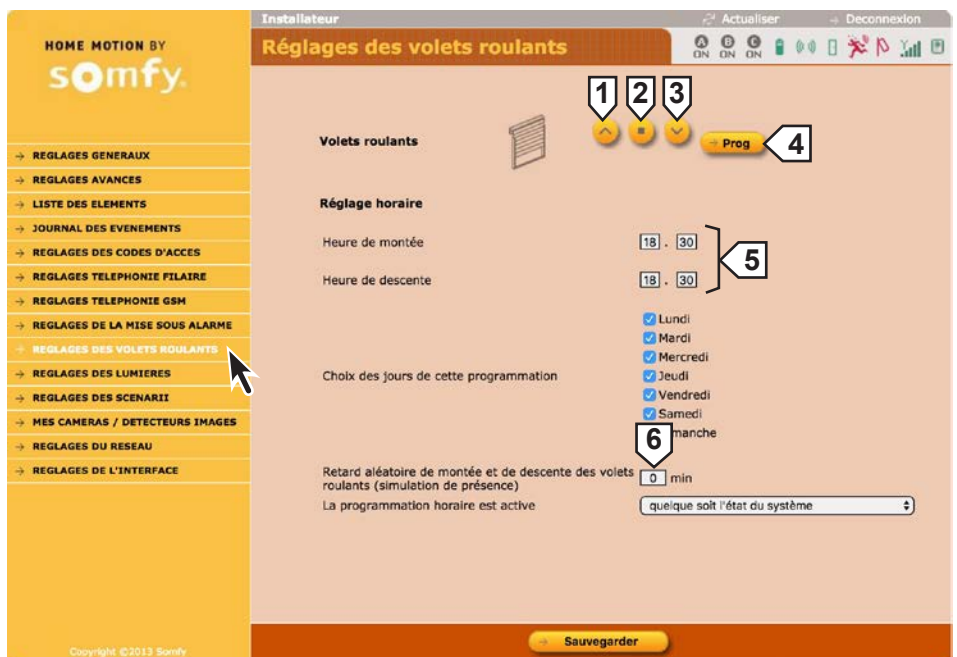 Installateur
Actualiser
Deconnexion
HOME MOTION BY
somfy.
Réglages des volets roulants
A B C
ON ON ON
1 2 3
Volets roulants
Prog
4
REGLAGES GENERAUX
REGLAGES AVANCES
LISTE DES ELEMENTS
JOURNAL DES EVENEMENTS
REGLAGES DES CODES D'ACCES
REGLAGES TELEPHONIE FILAIRE
REGLAGES TELEPHONIE GSM
REGLAGES DE LA MISE SOUS ALARME
REGLAGES DES VOLETS ROULANTS
REGLAGES DES LUMIERES
REGLAGES DES SCENARII
MES CAMERAS / DETECTEURS IMAGES
REGLAGES DU RESEAU
REGLAGES DE L'INTERFACE
Réglage horaire
Heure de montée
18 . 30
Heure de descente
18 . 30
5
Choix des jours de cette programmation
Lundi
Mardi
Mercredi
Jeudi
Vendredi
Samedi
manche
6
Retard aléatoire de montée et de descente des volets
roulants (simulation de présence)
0 min
La programmation horaire est active
quelque soit l'état du système
Sauvegarder
Copyright ©2013 Somfy